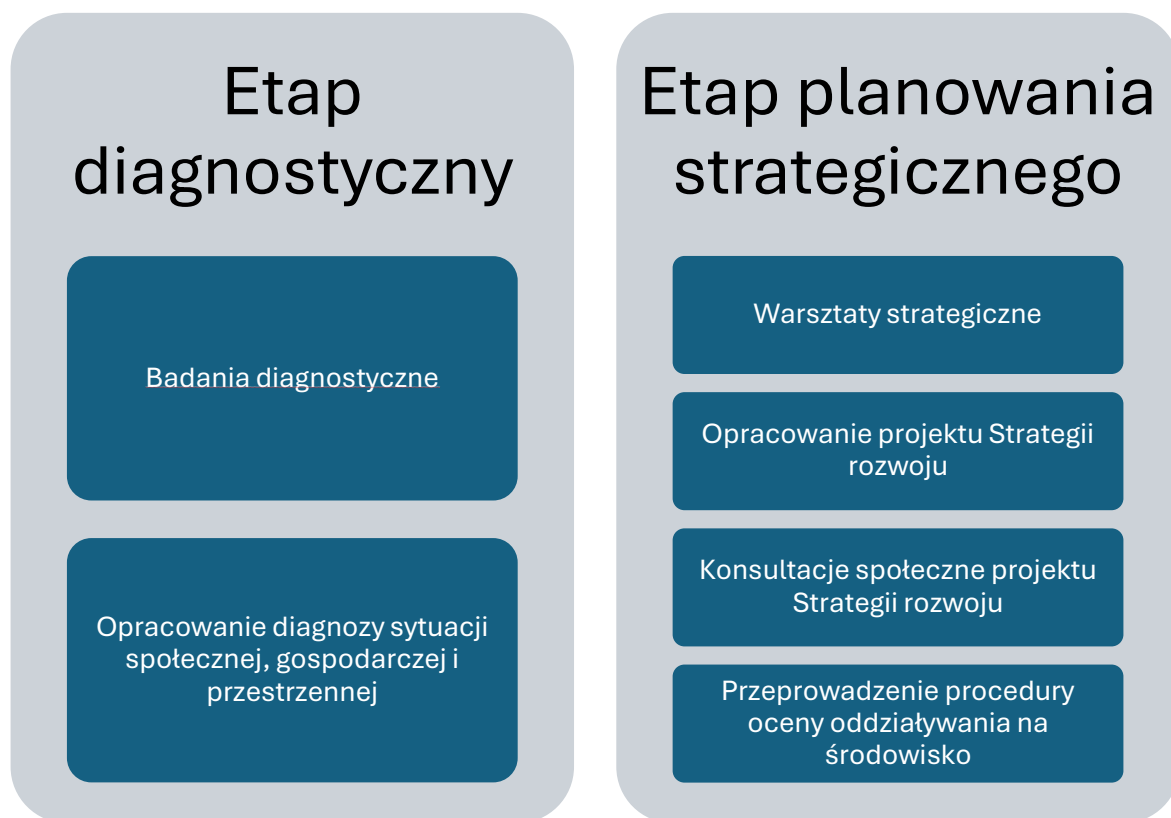 Etap
diagnostyczny
Badania diagnostyczne
Opracowanie diagnozy sytuacji
społecznej, gospodarczej i
przestrzennej
Etap planowania
strategicznego
Warsztaty strategiczne
Opracowanie projektu Strategii
rozwoju
Konsultacje społeczne projektu
Strategii rozwoju
Przeprowadzenie procedury
oceny oddziaływania na
środowisko